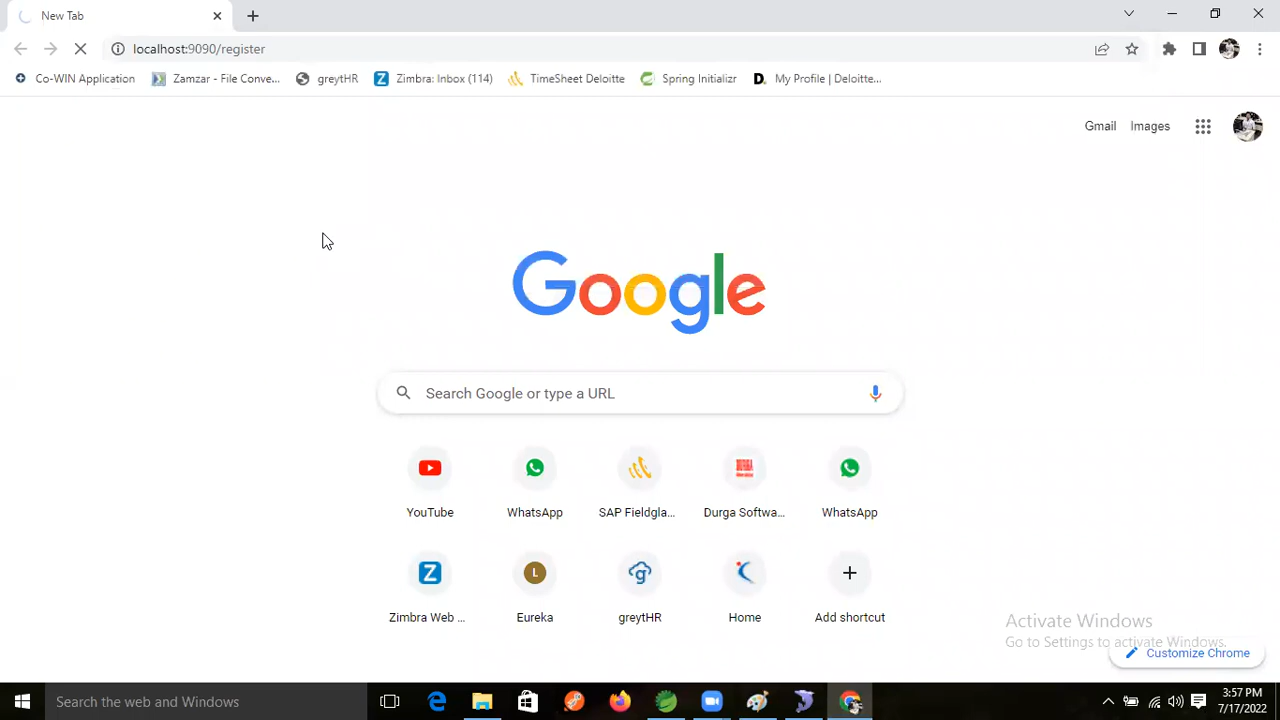 New Tab
localhost:9090/register
Co-WIN Application
Zamzar - File Conve...
greytHR
Zimbra: Inbox (114)
TimeSheet Deloitte
Spring Initializr
D.
My Profile | Deloitte...
Gmail
Images
Google
Search Google or type a URL
YouTube
WhatsApp
SAP Fieldgla...
Durga Softwa...
WhatsApp
Z
L
g
Zimbra Web ...
Eureka
greytHR
Home
Add shortcut
Activate Windows
Go to Settings to activate Windows.
Customize Chrome
Search the web and Windows
3:57 PM
7/17/2022